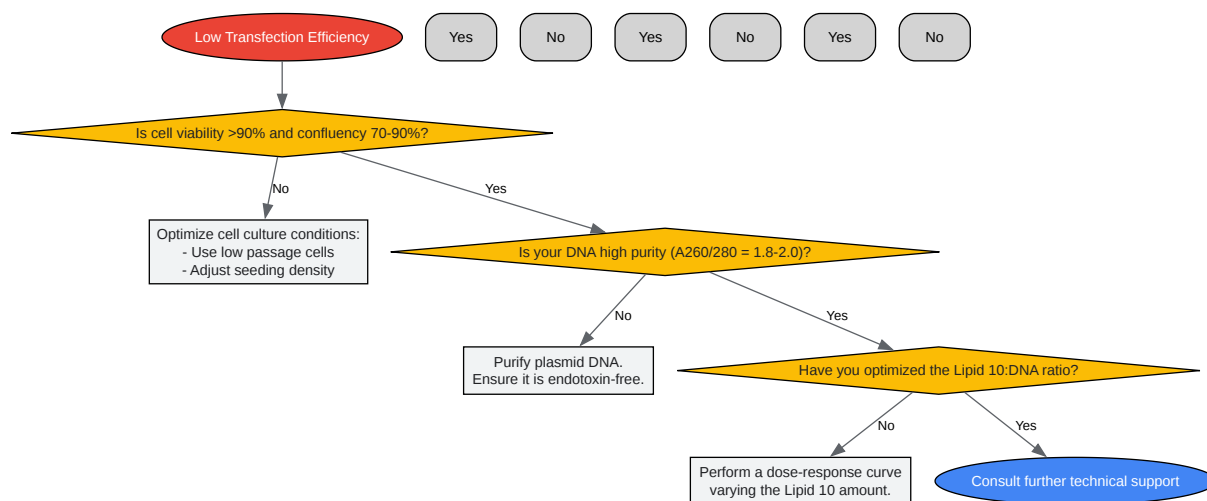 Low Transfection Efficiency
Yes
No
Yes
No
Yes
No
Is cell viability >90% and confluency 70-90%?
No
Yes
Optimize cell culture conditions:
- Use low passage cells
- Adjust seeding density
Is your DNA high purity (A260/280 = 1.8-2.0)?
No
Yes
Purify plasmid DNA.
Ensure it is endotoxin-free.
Have you optimized the Lipid 10:DNA ratio?
No
Yes
Perform a dose-response curve
varying the Lipid 10 amount.
Consult further technical support